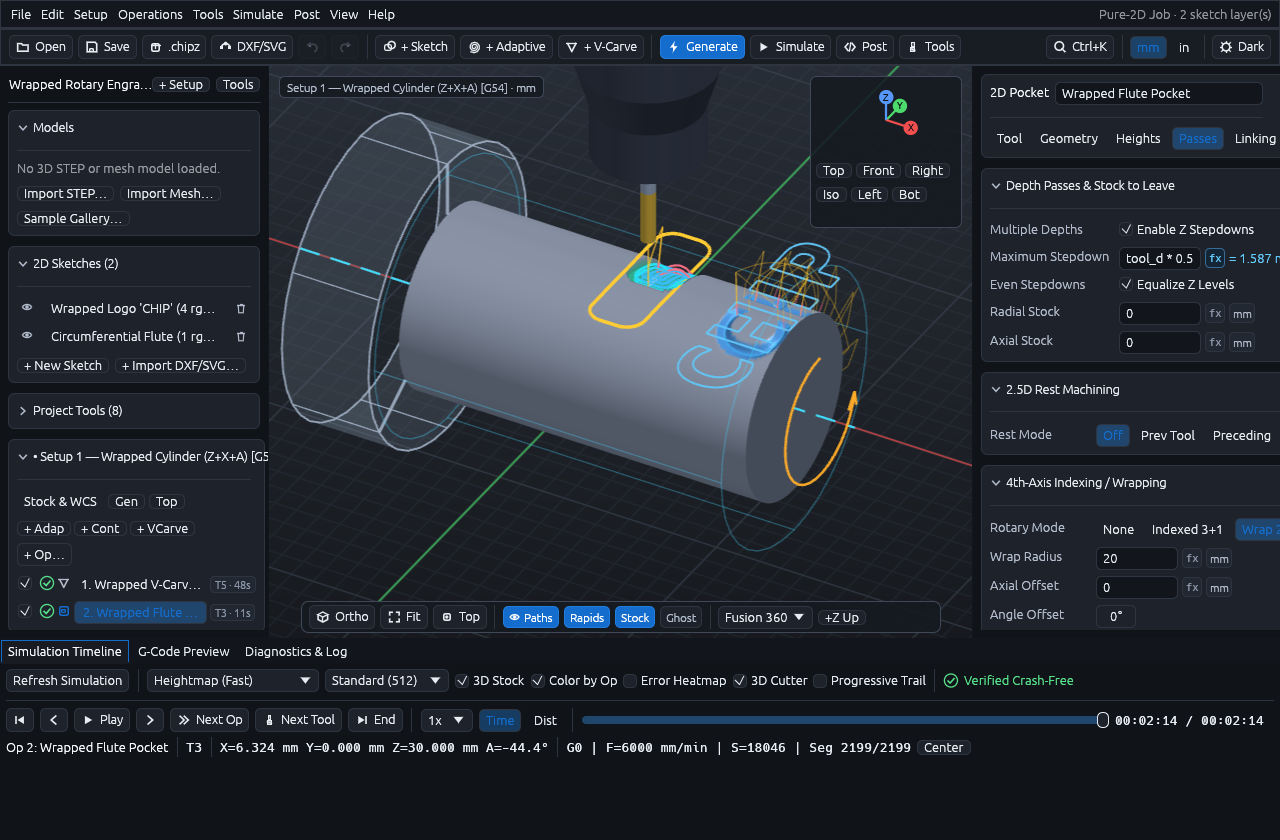 File Edit Setup Operations Tools Simulate Post View Help
Pure-2D Job · 2 sketch layer(s)
Open Save .chipz DXF/SVG + Sketch + Adaptive + V-Carve Generate Simulate Post Tools Ctrl+K mm in Dark
Wrapped Rotary Engra... + Setup Tools
Models
No 3D STEP or mesh model loaded.
Import STEP... Import Mesh...
Sample Gallery...
2D Sketches (2)
Wrapped Logo 'CHIP' (4 rg...
Circumferential Flute (1 rg...
+ New Sketch + Import DXF/SVG...
Project Tools (8)
• Setup 1 — Wrapped Cylinder (Z+X+A) [G5
Stock & WCS Gen Top
+ Adap + Cont + VCarve
+ Op...
1. Wrapped V-Carv... T5 · 48s
2. Wrapped Flute ... T3 · 11s
Setup 1 — Wrapped Cylinder (Z+X+A) [G54] · mm
Z
Y
X
Top Front Right
Iso Left Bot
CHIP
Ortho Fit Top Paths Rapids Stock Ghost Fusion 360 +Z Up
2D Pocket Wrapped Flute Pocket
Tool Geometry Heights Passes Linking
Depth Passes & Stock to Leave
Multiple Depths Enable Z Stepdowns
Maximum Stepdown tool_d * 0.5 fx = 1.587 m
Even Stepdowns Equalize Z Levels
Radial Stock 0 fx mm
Axial Stock 0 fx mm
2.5D Rest Machining
Rest Mode Off Prev Tool Preceding
4th-Axis Indexing / Wrapping
Rotary Mode None Indexed 3+1 Wrap 2
Wrap Radius 20 fx mm
Axial Offset 0 fx mm
Angle Offset 0°
Simulation Timeline G-Code Preview Diagnostics & Log
Refresh Simulation Heightmap (Fast) Standard (512) 3D Stock Color by Op Error Heatmap 3D Cutter Progressive Trail Verified Crash-Free
Play Next Op Next Tool End 1x Time Dist 00:02:14 / 00:02:14
Op 2: Wrapped Flute Pocket T3 X=6.324 mm Y=0.000 mm Z=30.000 mm A=-44.4° G0 | F=6000 mm/min | S=18046 | Seg 2199/2199 Center